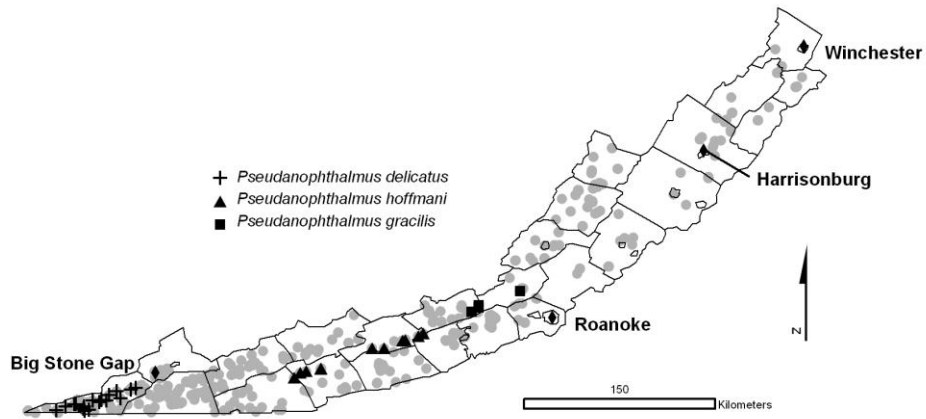 Winchester
Pseudanophthalmus delicatus
Pseudanophthalmus hoffmani
Pseudanophthalmus gracilis
Harrisonburg
Roanoke
Big Stone Gap
N
150
Kilometers